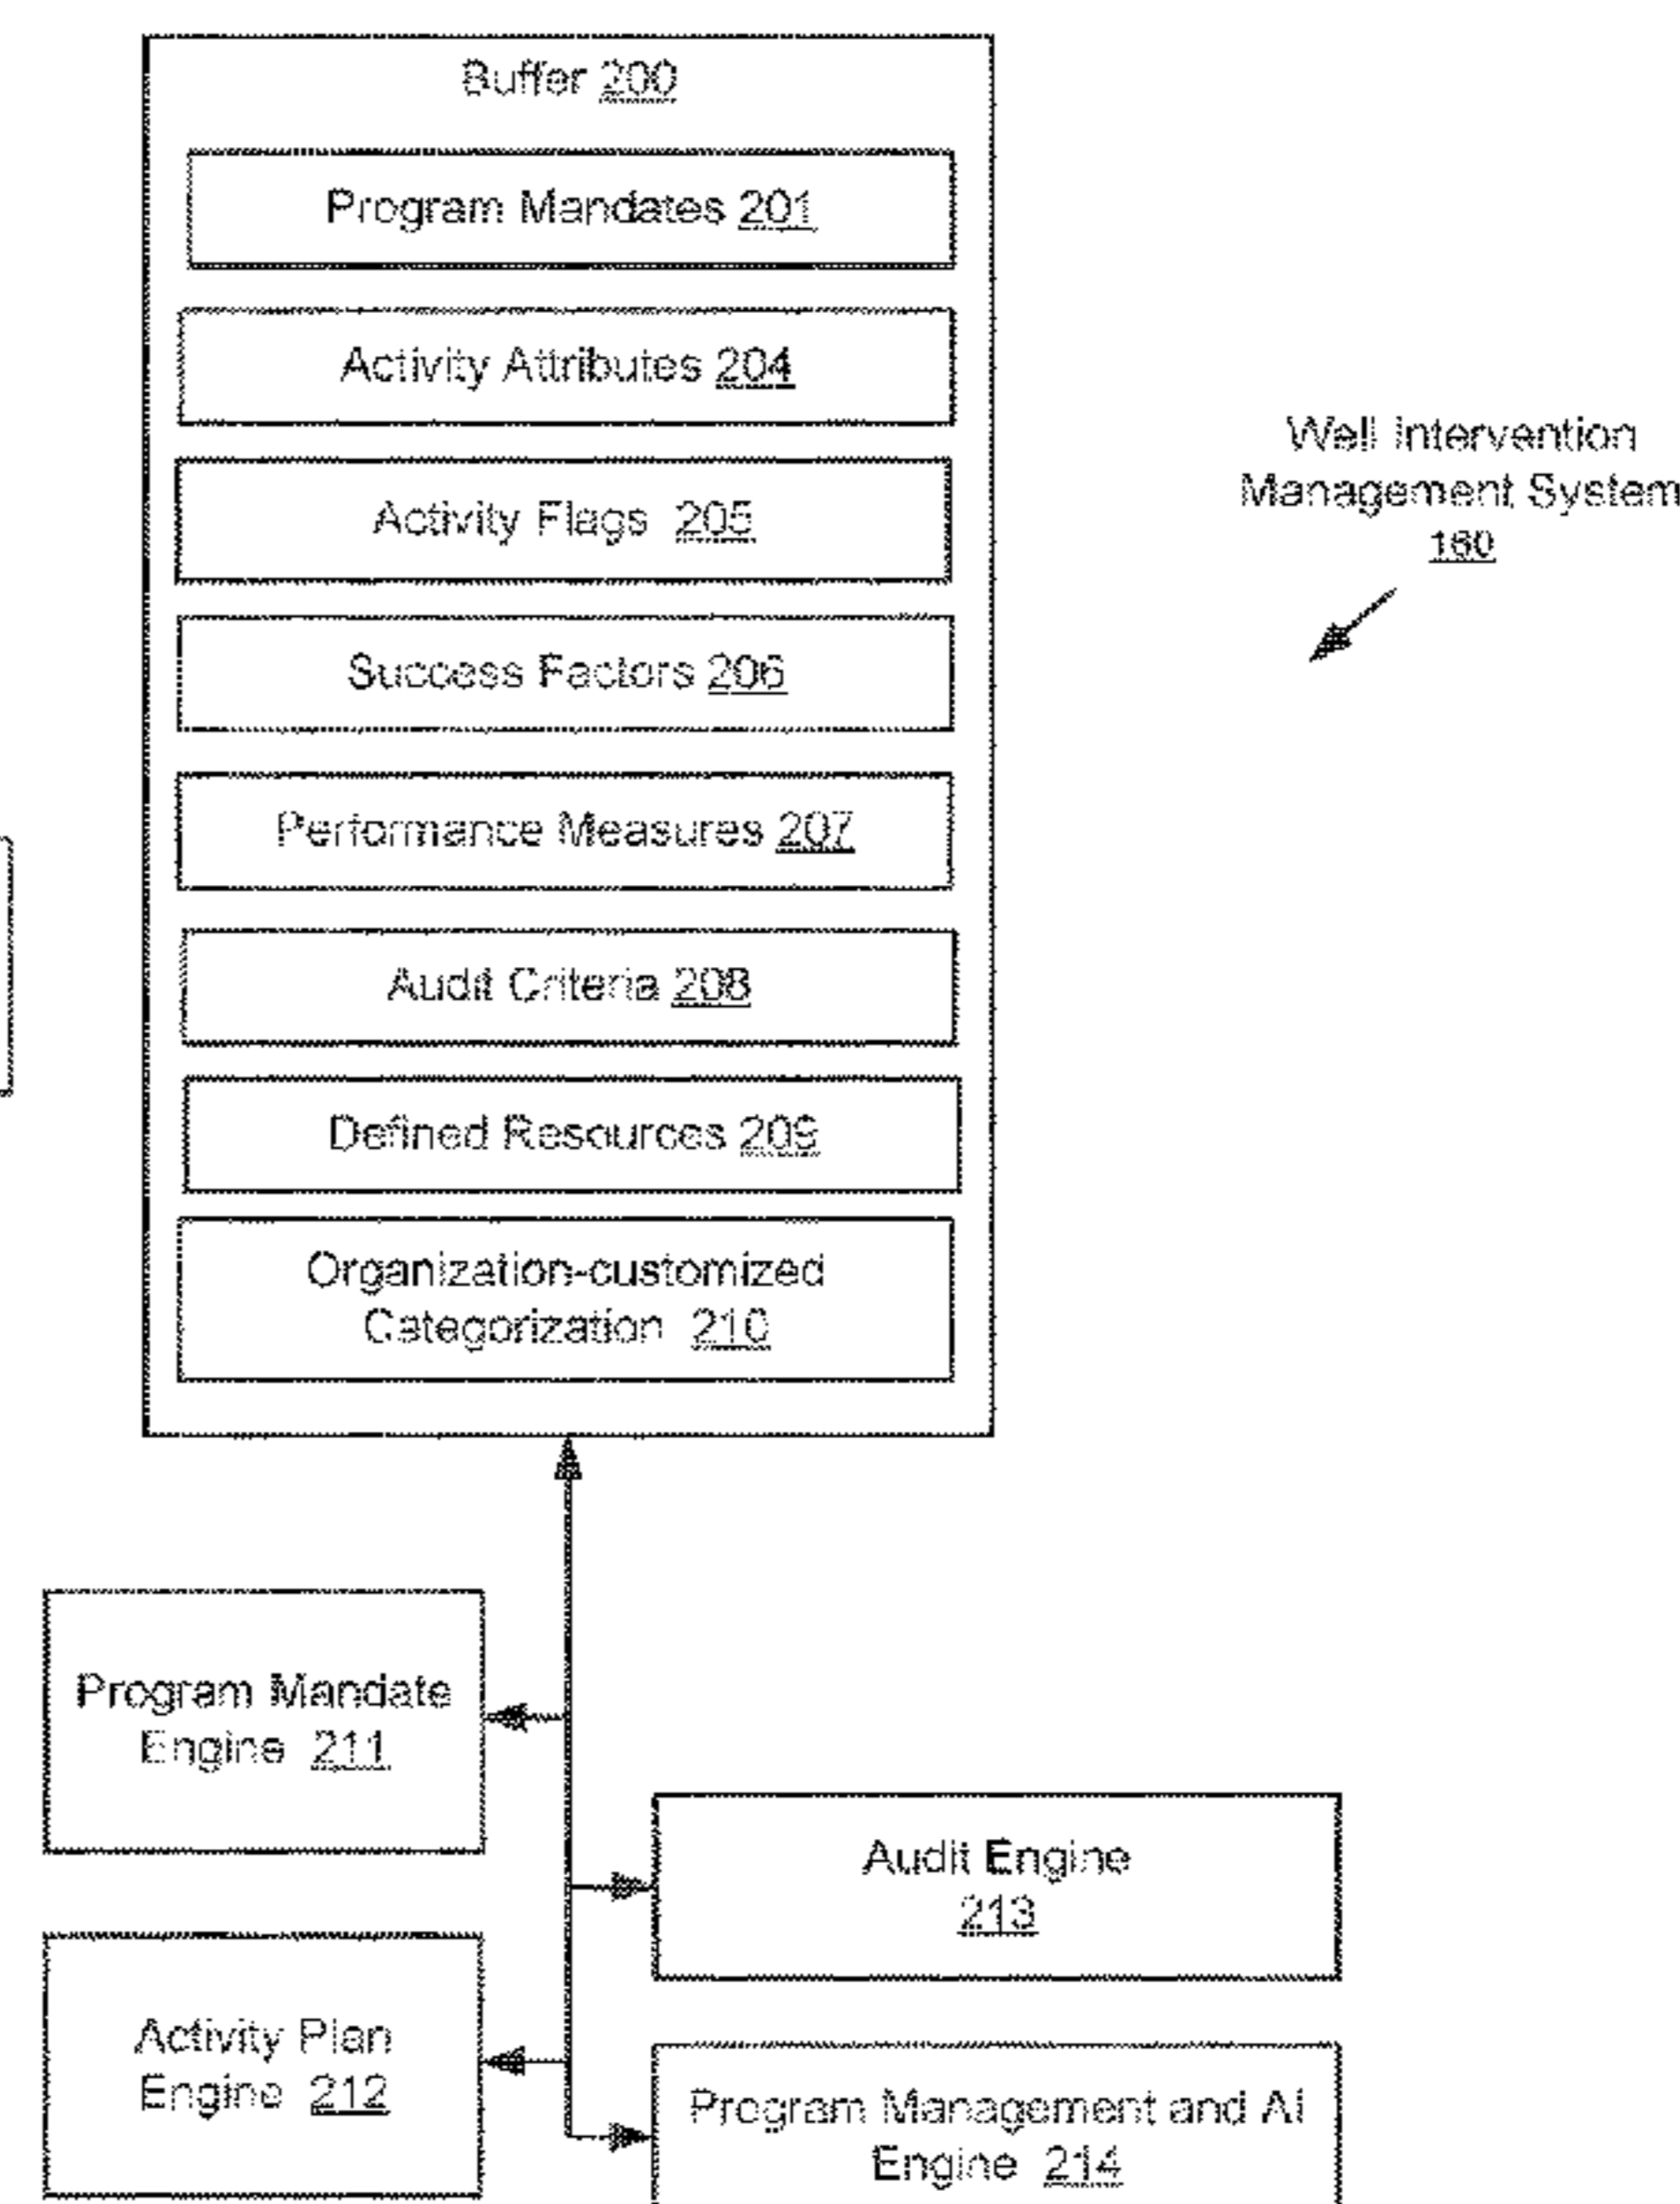 Buffer 200
Program Mandates 201
Activity Attributes 204
Activity Flags 205
Success Factors 206
Performance Measures 207
Audit Criteria 208
Defined Resources 209
Organization-customized
Categorization 210
Well Intervention
Management System
160
Program Mandate
Engine 211
Audit Engine
213
Activity Plan
Engine 212
Program Management and AI
Engine 214